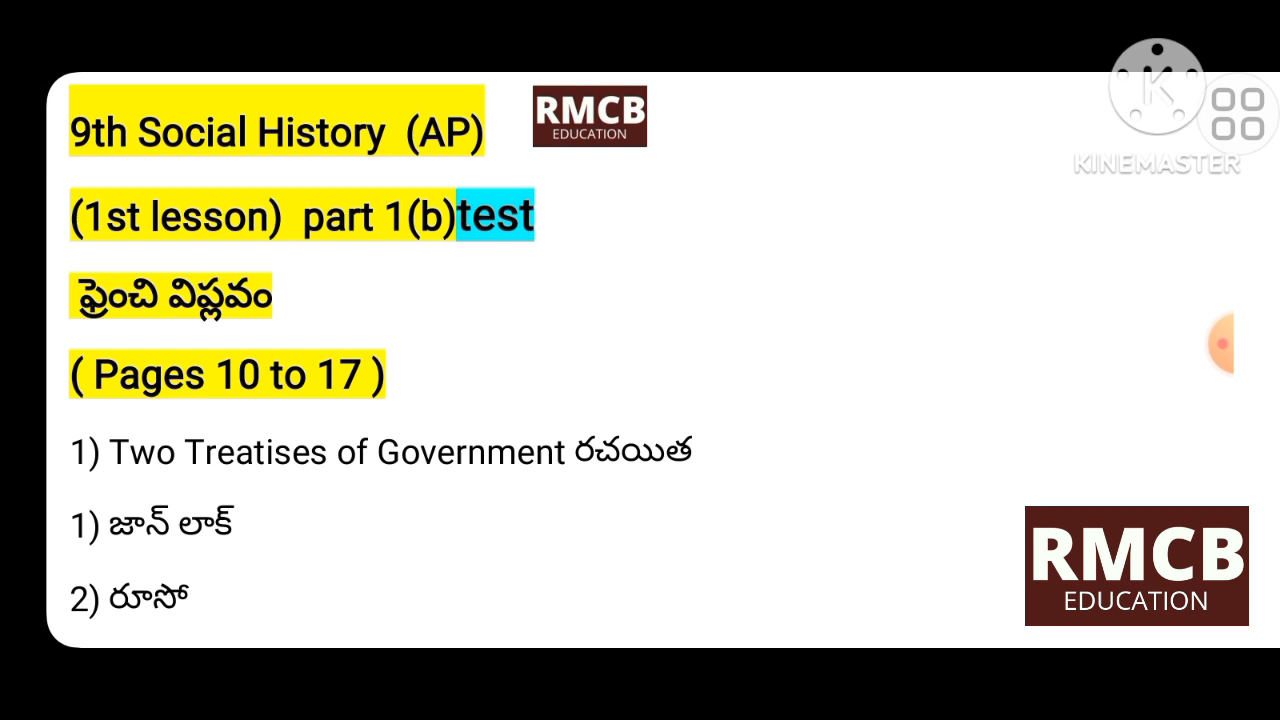 9th Social History (AP)
RMCB
EDUCATION
KINEMASTER
(1st lesson) part 1(b)test
ఫ్రెంచి విప్లవం
( Pages 10 to 17 )
1) Two Treatises of Government రచయిత
1) జాన్ లాక్
2) రూసో
RMCB
EDUCATION